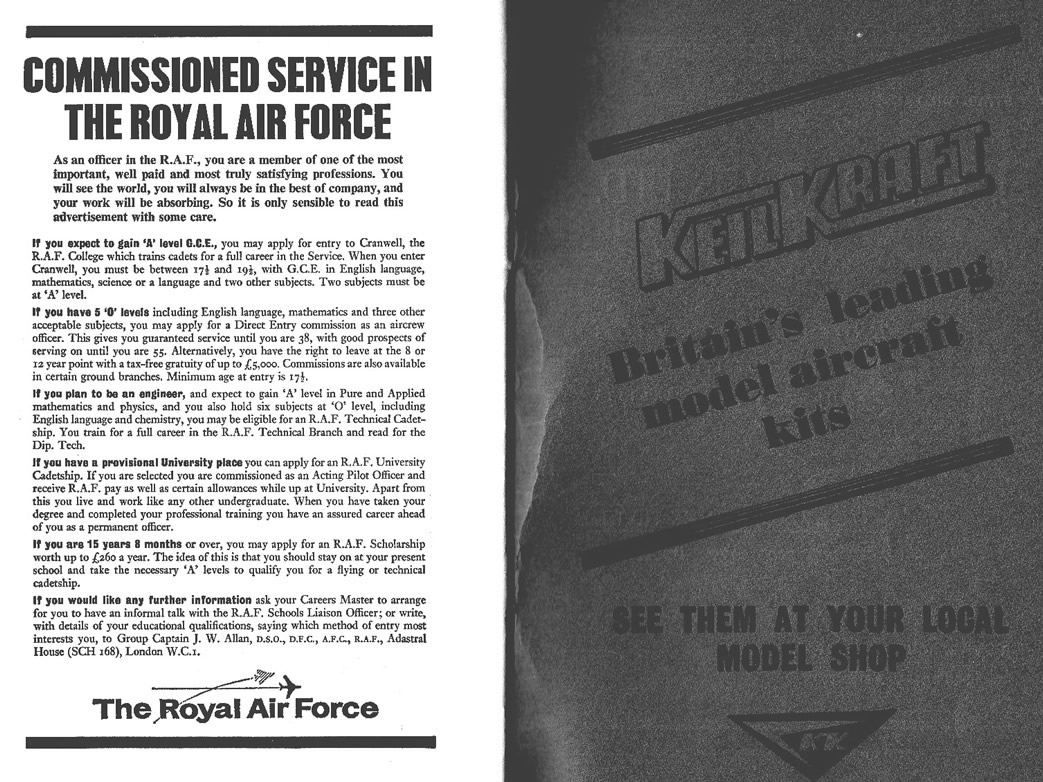 COMMISSIONED SERVICE IN
THE ROYAL AIR FORCE
As an officer in the R.A.F., you are a member of one of the most
important, well paid and most truly satisfying professions. You
will see the world, you will always be in the best of company, and
your work will be absorbing. So it is only sensible to read this
advertisement with some care.
If you expect to gain ‘A’ level G.C.E., you may apply for entry to Cranwell, the
R.A.F. College which trains cadets for a full career in the Service. When you enter
Cranwell, you must be between 17½ and 19½, with G.C.E. in English language,
mathematics, science or a language and two other subjects. Two subjects must be
at ‘A’ level.
If you have 5 ‘O’ levels including English language, mathematics and three other
acceptable subjects, you may apply for a Direct Entry commission as an aircrew
officer. This gives you guaranteed service until you are 38, with good prospects of
serving on until you are 55. Alternatively, you have the right to leave at the 8 or
12 year point with a tax-free gratuity of up to £5,000. Commissions are also available
in certain ground branches. Minimum age at entry is 17½.
If you plan to be an engineer, and expect to gain ‘A’ level in Pure and Applied
mathematics and physics, and you also hold six subjects at ‘O’ level, including
English language and chemistry, you may be eligible for an R.A.F. Technical Cadet-
ship. You train for a full career in the R.A.F. Technical Branch and read for the
Dip. Tech.
If you have a provisional University place you can apply for an R.A.F. University
Cadetship. If you are selected you are commissioned as an Acting Pilot Officer and
receive R.A.F. pay as well as certain allowances while up at University. Apart from
this you live and work like any other undergraduate. When you have taken your
degree and completed your professional training you have an assured career ahead
of you as a permanent officer.
If you are 15 years 8 months or over, you may apply for an R.A.F. Scholarship
worth up to £260 a year. The idea of this is that you should stay on at your present
school and take the necessary ‘A’ levels to qualify you for a flying or technical
cadetship.
If you would like any further information ask your Careers Master to arrange
for you to have an informal talk with the R.A.F. Schools Liaison Officer; or write,
with details of your educational qualifications, saying which method of entry most
interests you, to Group Captain J. W. Allan, D.S.O., D.F.C., A.F.C., R.A.F., Adastral
House (SCH 168), London W.C.1.
The Royal Air Force
KEILKRAFT
Britain's leading
model aircraft
kits
SEE THEM AT YOUR LOCAL
MODEL SHOP
KK